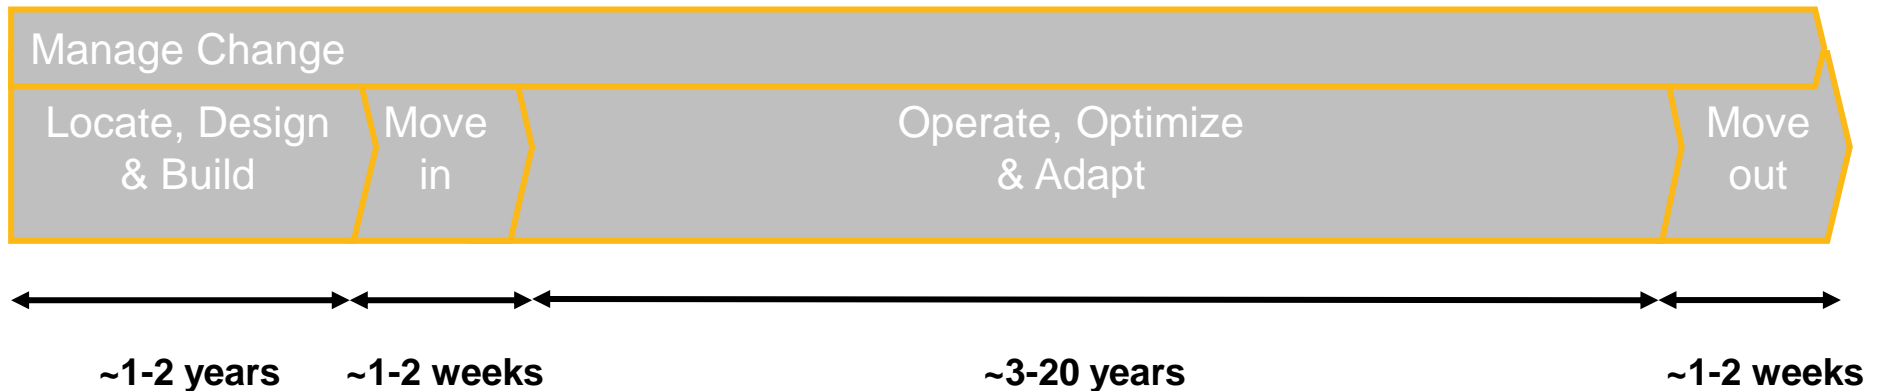 Manage Change
Locate, Design
& Build
Move
in
Operate, Optimize
& Adapt
Move
out
~1-2 years
~1-2 weeks
~3-20 years
~1-2 weeks